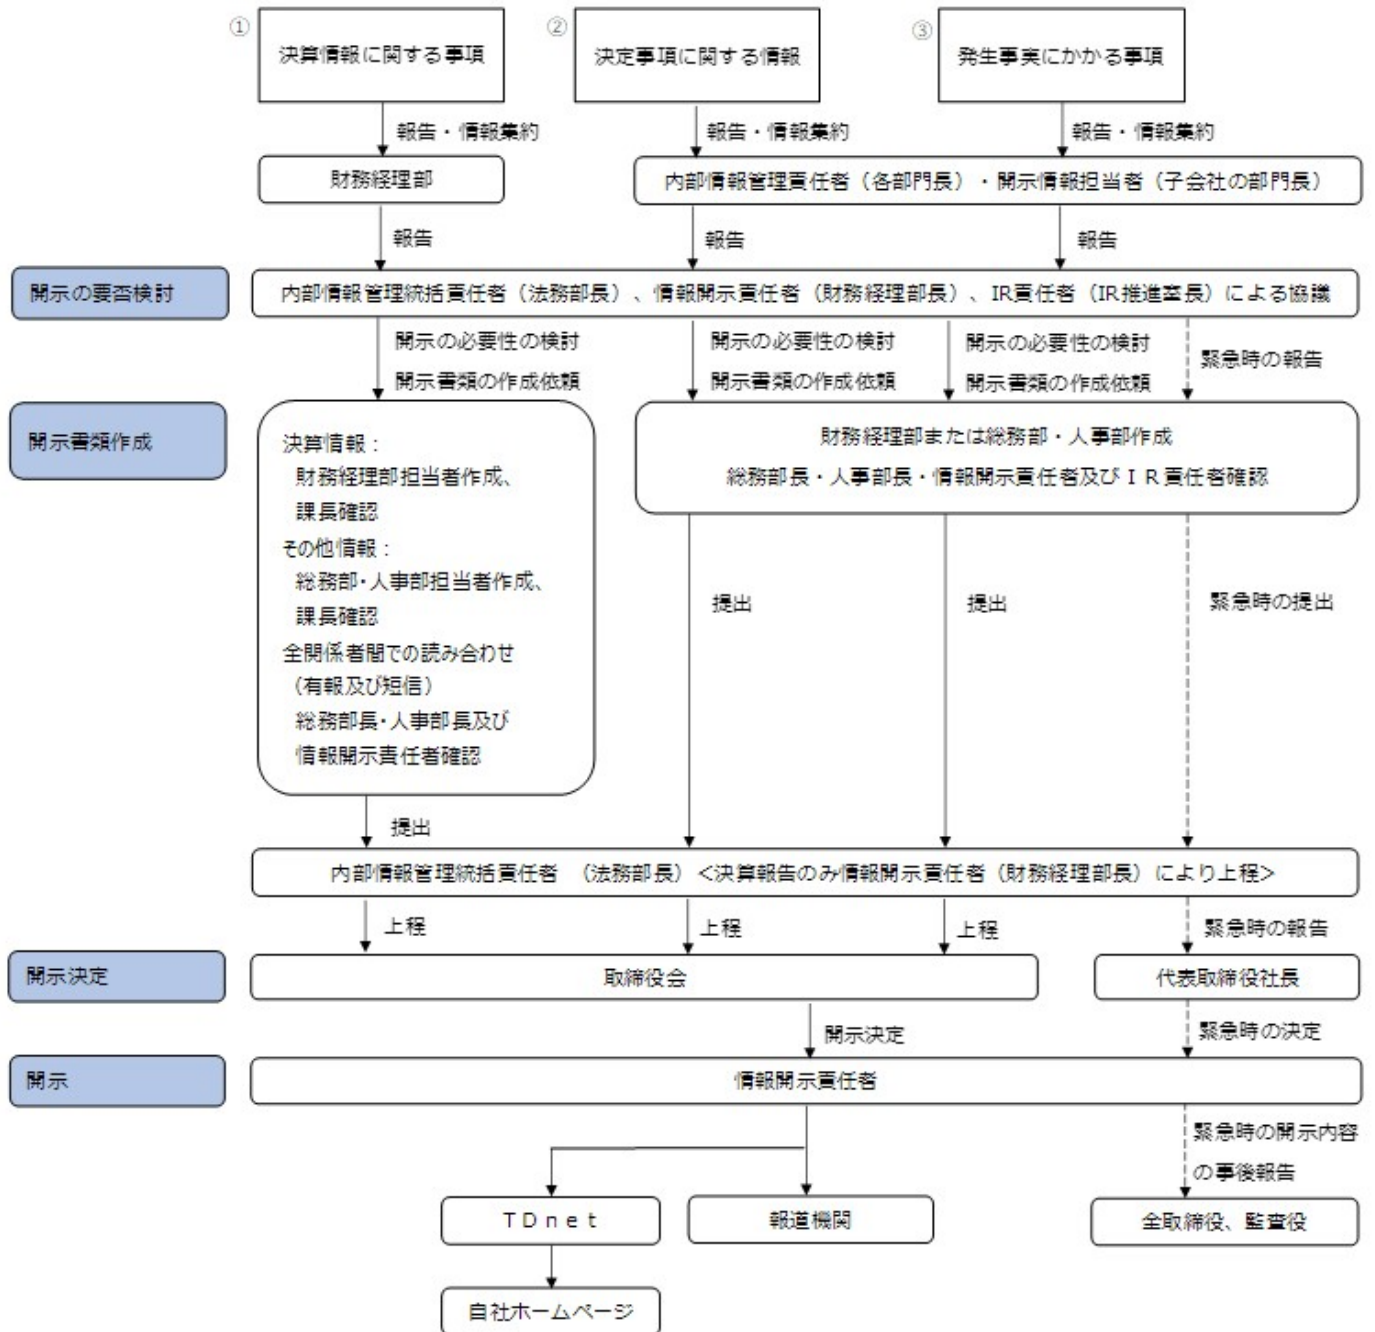 ①
決算情報に関する事項
②
決定事項に関する情報
③
発生事実にかかる事項
報告・情報集約
報告・情報集約
報告・情報集約
財務経理部
内部情報管理責任者（各部門長）・開示情報担当者（子会社の部門長）
報告
報告
報告
開示の要否検討
内部情報管理統括責任者（法務部長）、情報開示責任者（財務経理部長）、IR責任者（IR推進室長）による協議
開示の必要性の検討
開示書類の作成依頼
開示の必要性の検討
開示書類の作成依頼
開示の必要性の検討
開示書類の作成依頼
緊急時の報告
開示書類作成
決算情報：
財務経理部担当者作成、
課長確認
その他情報：
総務部・人事部担当者作成、
課長確認
全関係者間での読み合わせ
（有報及び短信）
総務部長・人事部長及び
情報開示責任者確認
財務経理部または総務部・人事部作成
総務部長・人事部長・情報開示責任者及びＩＲ責任者確認
提出
提出
提出
緊急時の提出
内部情報管理統括責任者　（法務部長）＜決算報告のみ情報開示責任者（財務経理部長）により上程＞
上程
上程
上程
緊急時の報告
開示決定
取締役会
代表取締役社長
開示決定
緊急時の決定
開示
情報開示責任者
緊急時の開示内容
の事後報告
ＴＤｎｅｔ
報道機関
全取締役、監査役
自社ホームページ